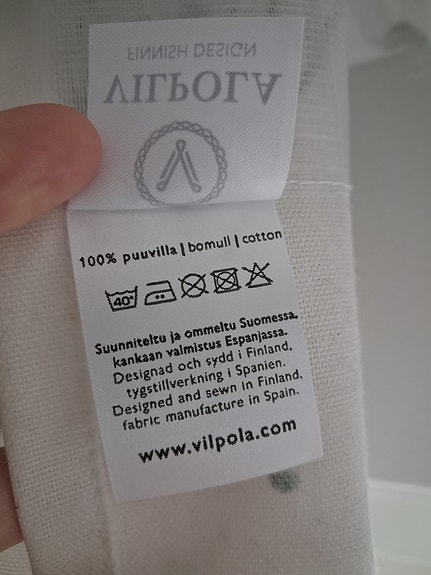 FINNISH DESIGN
VILPOLA
100% puuvilla | bomull | cotton
40°
Suunniteltu ja ommeltu Suomessa,
kankaan valmistus Espanjassa.
Designad och sydd i Finland,
tygstillverkning i Spanien.
Designed and sewn in Finland,
fabric manufacture in Spain.
www.vilpola.com